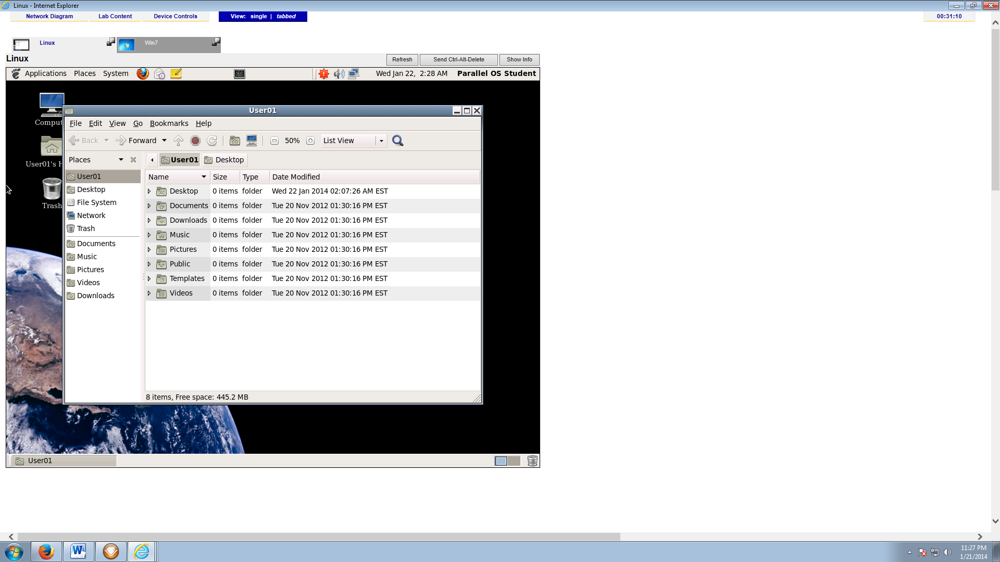 Linux - Internet Explorer
Network Diagram Lab Content Device Controls View: single | tabbed 00:31:10
Linux Win7
Linux Refresh Send Ctrl-Alt-Delete Show Info
Applications Places System Wed Jan 22, 2:28 AM Parallel OS Student
Comput
User01's H
Trash
User01
File Edit View Go Bookmarks Help
Back Forward 50% List View
Places User01 Desktop
User01
Desktop
File System
Network
Trash
Documents
Music
Pictures
Videos
Downloads
Name Size Type Date Modified
Desktop 0 items folder Wed 22 Jan 2014 02:07:26 AM EST
Documents 0 items folder Tue 20 Nov 2012 01:30:16 PM EST
Downloads 0 items folder Tue 20 Nov 2012 01:30:16 PM EST
Music 0 items folder Tue 20 Nov 2012 01:30:16 PM EST
Pictures 0 items folder Tue 20 Nov 2012 01:30:16 PM EST
Public 0 items folder Tue 20 Nov 2012 01:30:16 PM EST
Templates 0 items folder Tue 20 Nov 2012 01:30:16 PM EST
Videos 0 items folder Tue 20 Nov 2012 01:30:16 PM EST
8 items, Free space: 445.2 MB
User01
11:27 PM
1/21/2014